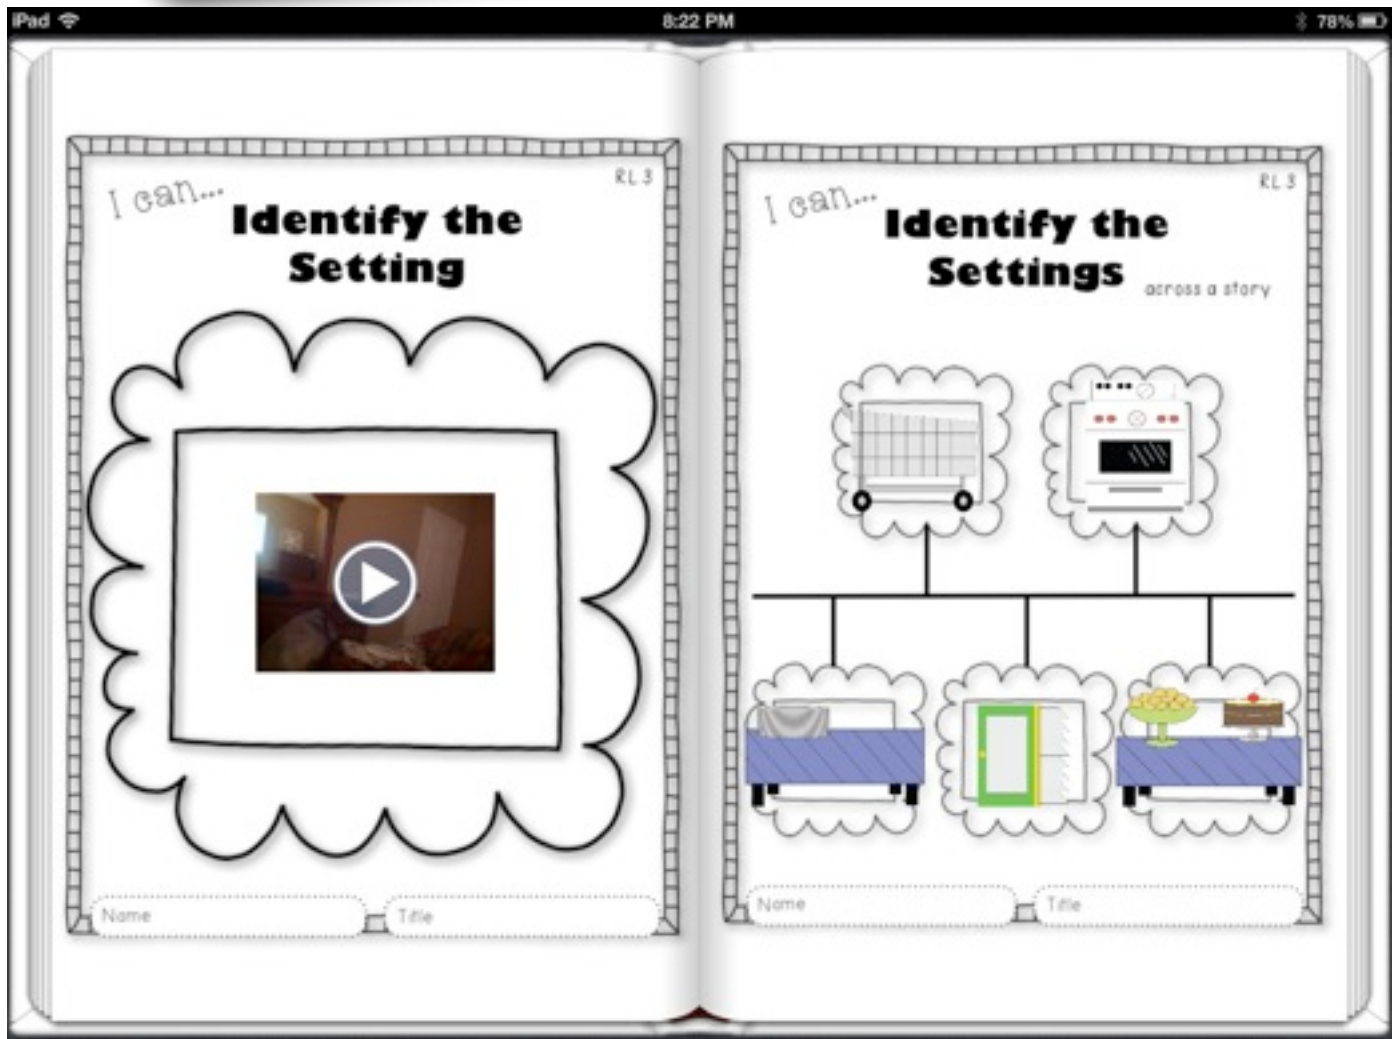 iPad
8:22 PM
78%
RL 3
I can...
Identify the
Setting
Name
Title
RL 3
I can...
Identify the
Settings
across a story
Name
Title